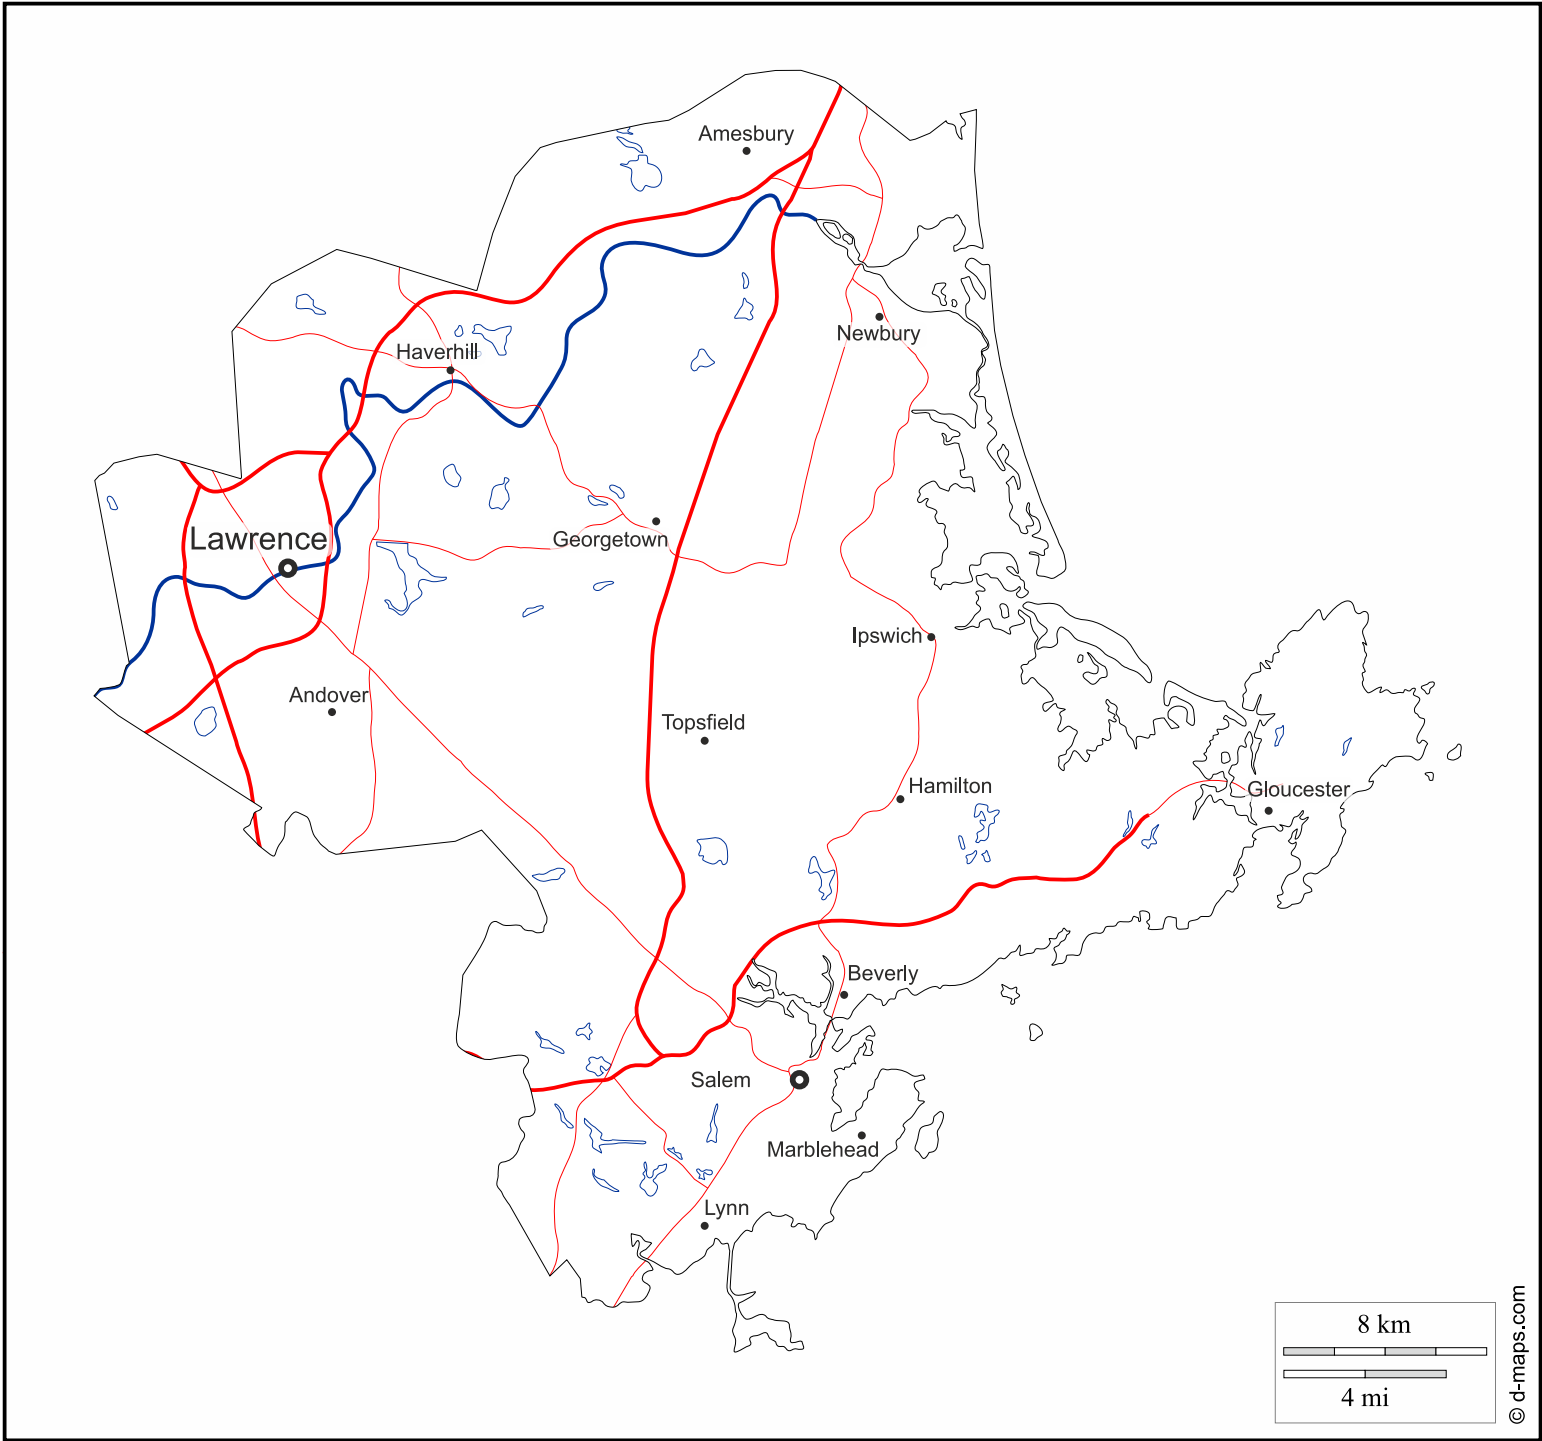 Amesbury
Newbury
Haverhill
Lawrence
Georgetown
Ipswich
Andover
Topsfield
Hamilton
Gloucester
Beverly
Salem
Marblehead
Lynn
8 km
4 mi
© d-maps.com